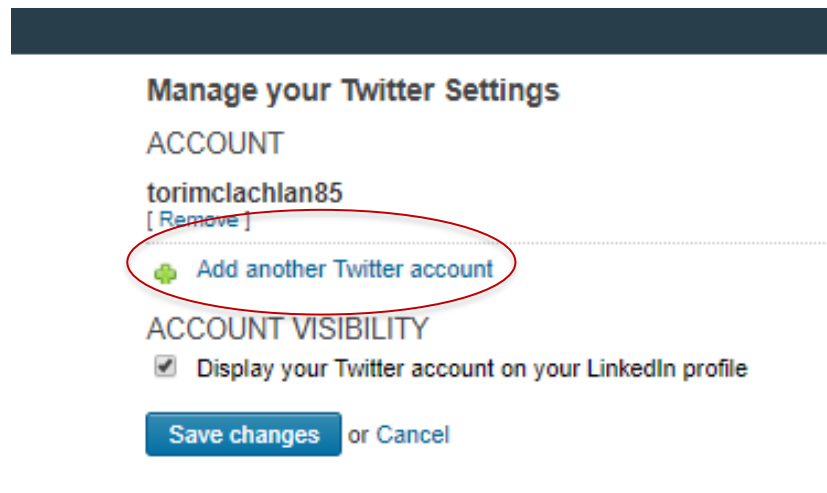 Manage your Twitter Settings
ACCOUNT
torimclachlan85
[ Remove ]
Add another Twitter account
ACCOUNT VISIBILITY
Display your Twitter account on your LinkedIn profile
Save changes or Cancel